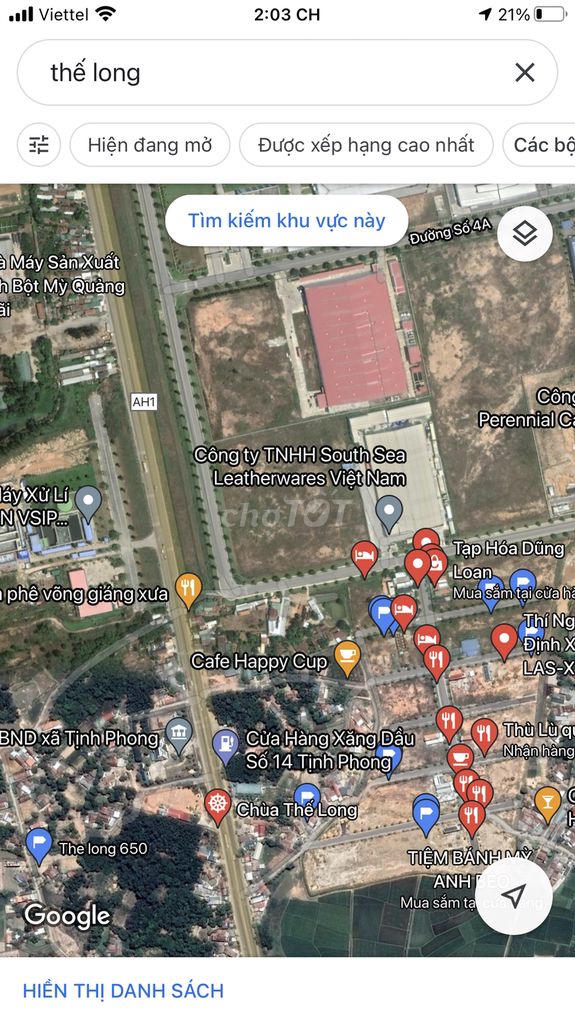 Viettel
2:03 CH
21%
thế long
Hiện đang mở
Được xếp hạng cao nhất
Các bộ
Tìm kiếm khu vực này
Đường Số 4A
à Máy Sản Xuất
h Bột Mỳ Quảng
ãi
AH1
Công
Perennial Ca
Công ty TNHH South Sea
Leatherwares Việt Nam
chợTỐT
Máy Xử Lí
N VSIP...
Tạp Hóa Dũng
Loan
Mua sắm tại cửa hà
à phê võng giáng xưa
Thí Ng
Định X
LAS-X
Cafe Happy Cup
BND xã Tịnh Phong
Cửa Hàng Xăng Dầu
Số 14 Tịnh Phong
Thù Lù q
Nhận hàng
Chùa Thế Long
The long 650
TIỆM BÁNH MỲ
ANH BÉO
Mua sắm tại cửa hàng
Google
HIỂN THỊ DANH SÁCH